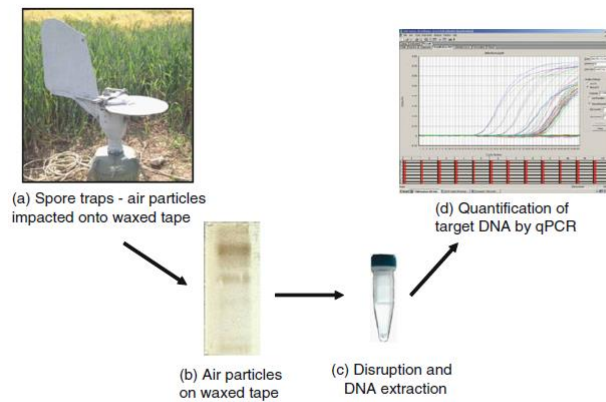 (a) Spore traps - air particles
impacted onto waxed tape
(b) Air particles
on waxed tape
(c) Disruption and
DNA extraction
(d) Quantification of
target DNA by qPCR